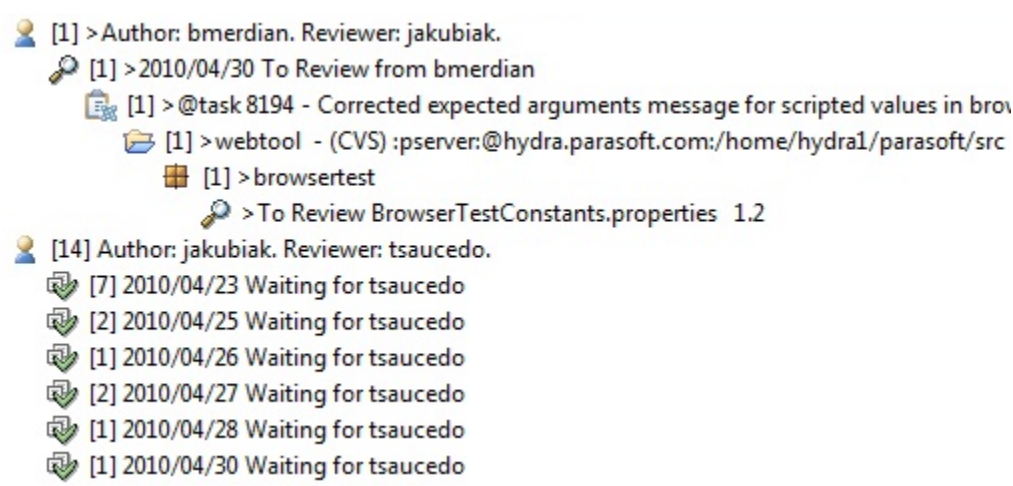 [1] >Author: bmerdian. Reviewer: jakubiak.
[1] >2010/04/30 To Review from bmerdian
[1] >@task 8194 - Corrected expected arguments message for scripted values in
[1] >webtool - (CVS) :pserver:@hydra.parasoft.com:/home/hydra1/parasoft/src
[1] >browsertest
>To Review BrowserTestConstants.properties 1.2
[14] Author: jakubiak. Reviewer: tsaucedo.
[7] 2010/04/23 Waiting for tsaucedo
[2] 2010/04/25 Waiting for tsaucedo
[1] 2010/04/26 Waiting for tsaucedo
[2] 2010/04/27 Waiting for tsaucedo
[1] 2010/04/28 Waiting for tsaucedo
[1] 2010/04/30 Waiting for tsaucedo